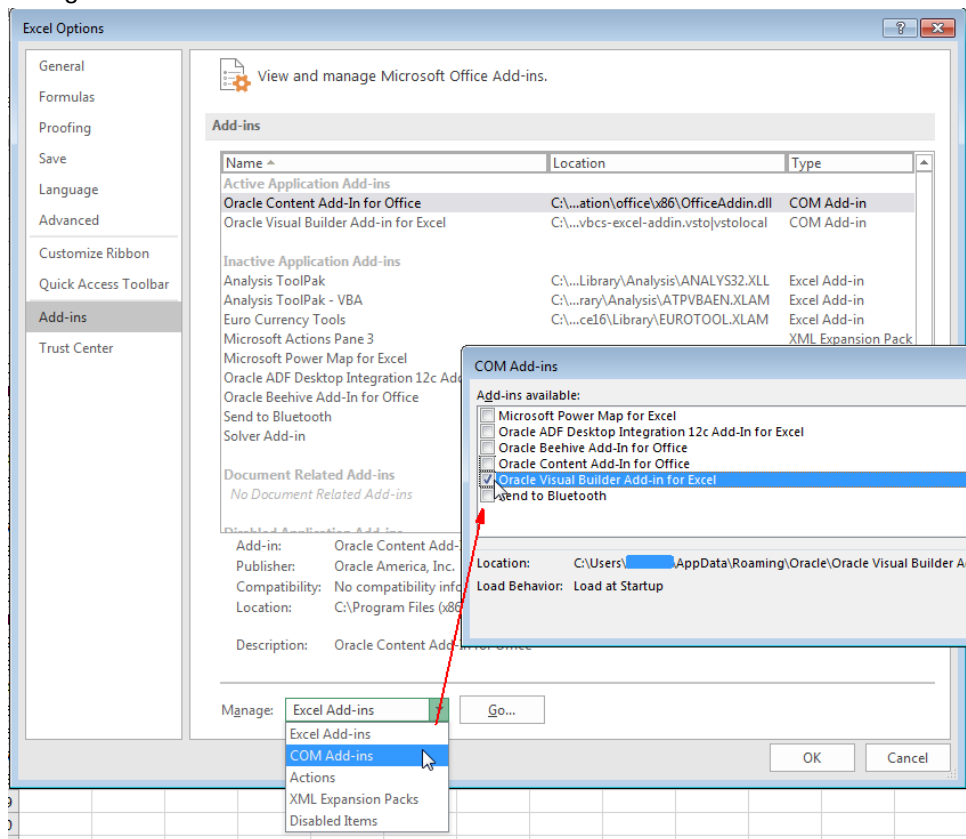 Excel Options
General
Formulas
Proofing
Save
Language
Advanced
Customize Ribbon
Quick Access Toolbar
Add-ins
Trust Center
View and manage Microsoft Office Add-ins.
Add-ins
Name Location Type
Active Application Add-ins
Oracle Content Add-In for Office C:\...ation\office\x86\OfficeAddin.dll COM Add-in
Oracle Visual Builder Add-in for Excel C:\...vbcs-excel-addin.vsto|vstolocal COM Add-in
Inactive Application Add-ins
Analysis ToolPak C:\...Library\Analysis\ANALYS32.XLL Excel Add-in
Analysis ToolPak - VBA C:\...rary\Analysis\ATPVBAEN.XLAM Excel Add-in
Euro Currency Tools C:\...ce16\Library\EUROTOOL.XLAM Excel Add-in
Microsoft Actions Pane 3 XML Expansion Pack
Microsoft Power Map for Excel
Oracle ADF Desktop Integration 12c Add
Oracle Beehive Add-In for Office
Send to Bluetooth
Solver Add-in
Document Related Add-ins
No Document Related Add-ins
Disabled Application Add-ins
Add-in: Oracle Content Add-
Publisher: Oracle America, Inc.
Compatibility: No compatibility info
Location: C:\Program Files (x86
Description: Oracle Content Add-In for Office
COM Add-ins
Add-ins available:
Microsoft Power Map for Excel
Oracle ADF Desktop Integration 12c Add-In for Excel
Oracle Beehive Add-In for Office
Oracle Content Add-In for Office
Oracle Visual Builder Add-in for Excel
Send to Bluetooth
Location: C:\Users\ \AppData\Roaming\Oracle\Oracle Visual Builder A
Load Behavior: Load at Startup
Manage: Excel Add-ins Go...
Excel Add-ins
COM Add-ins
Actions
XML Expansion Packs
Disabled Items
OK Cancel